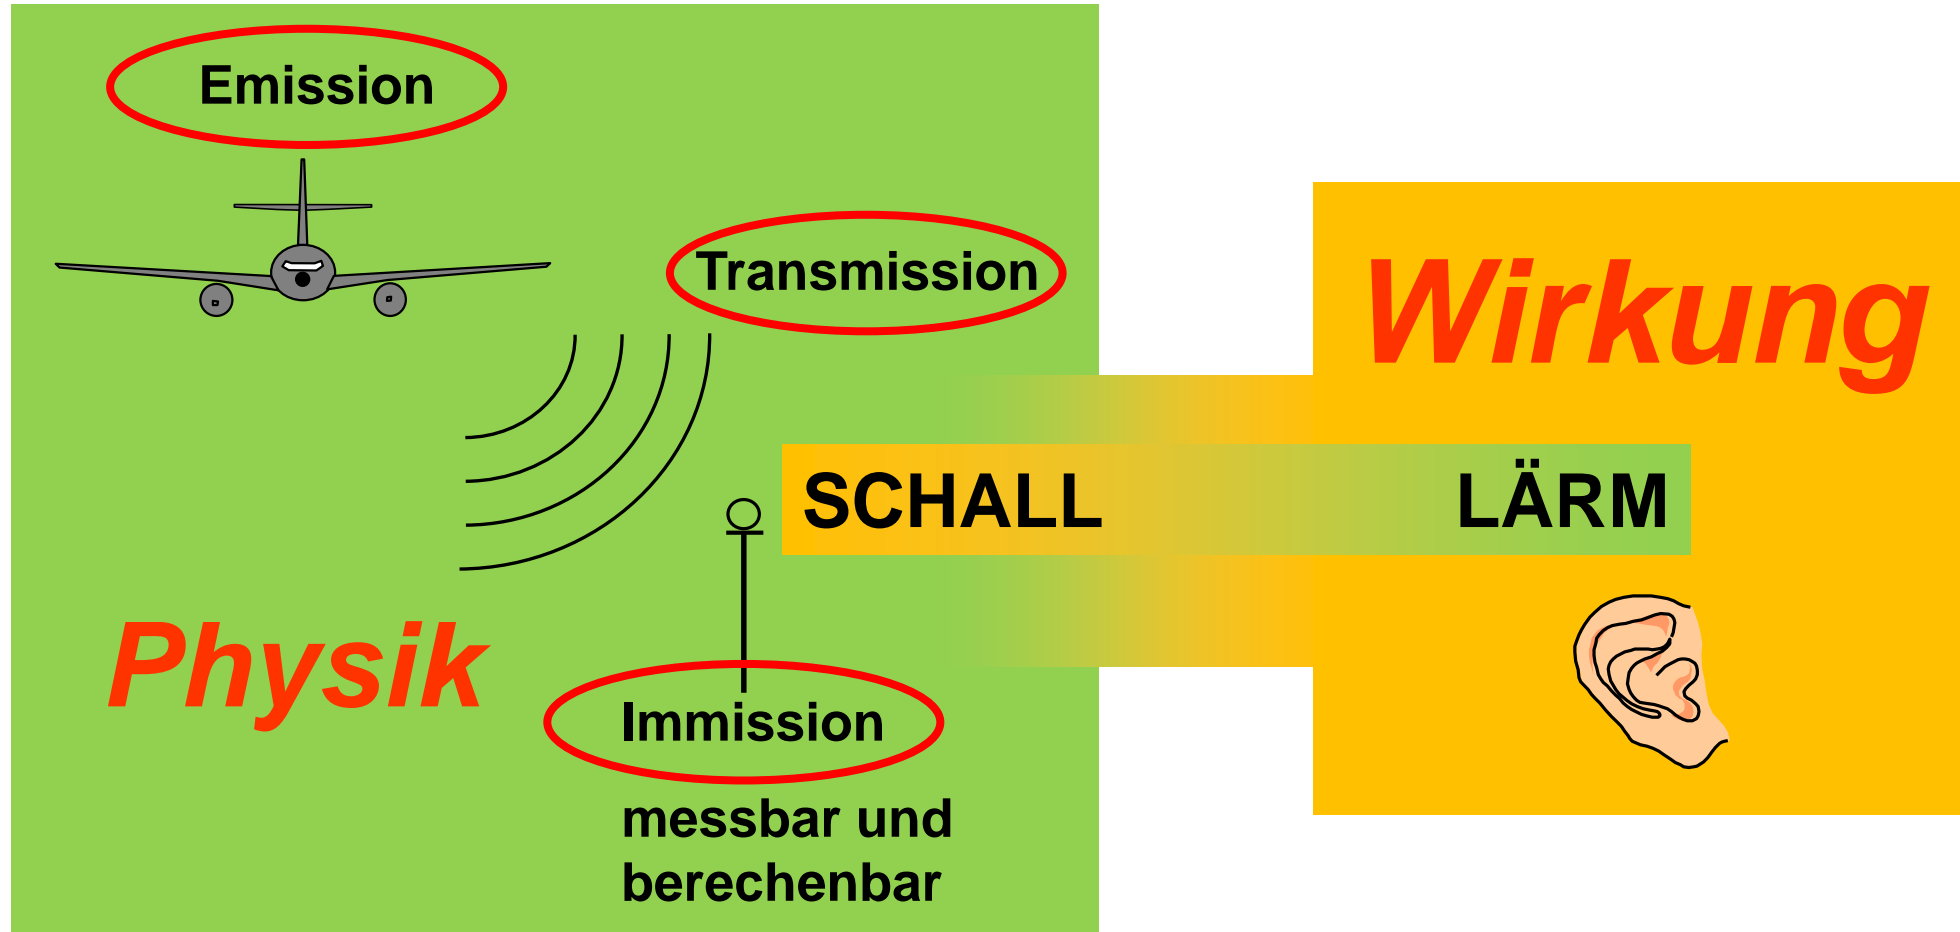 Emission
Transmission
Wirkung
SCHALL LÄRM
Physik
Immission
messbar und
berechenbar